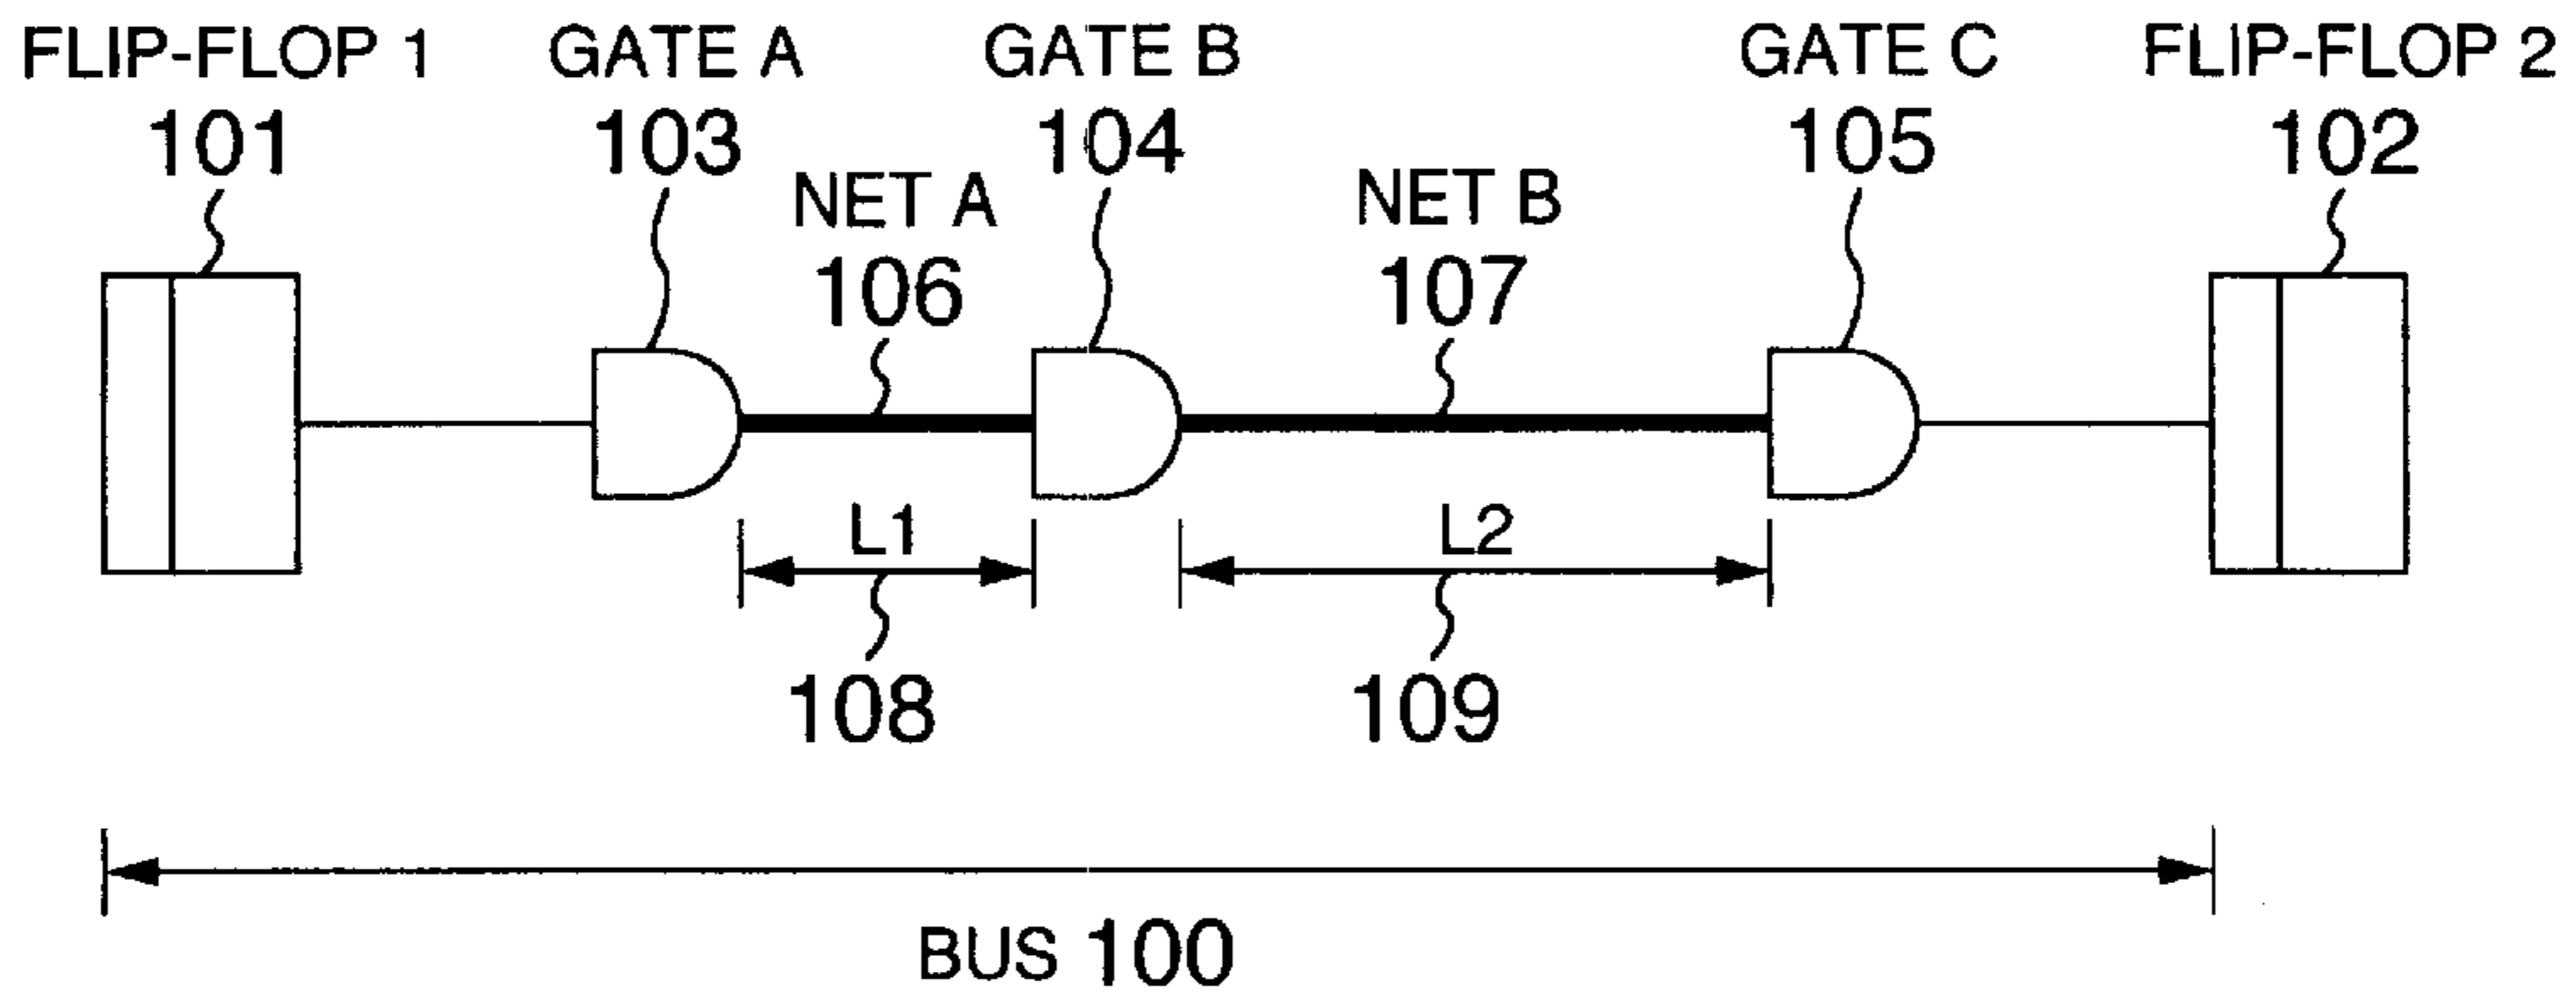 FLIP-FLOP 1
101
GATE A
103
GATE B
104
GATE C
105
FLIP-FLOP 2
102
NET A
106
NET B
107
L1
L2
108
109
BUS 100